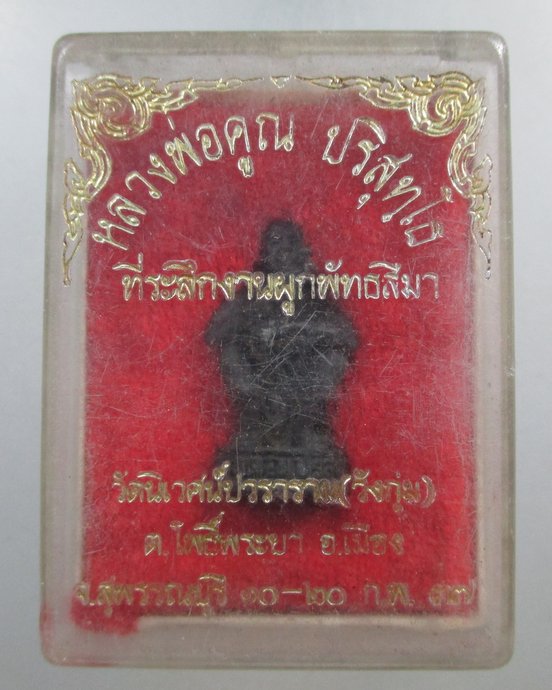 หลวงพ่อคูณ ปริสุทฺโธ
ที่ระลึกงานผูกพัทธสีมา
วัดนิเวศน์ปวราราม(วังกุ่ม)
ต.โพธิ์พระยา อ.เมือง
จ.สุพรรณบุรี ๑๐-๒๐ ก.พ. ๓๗